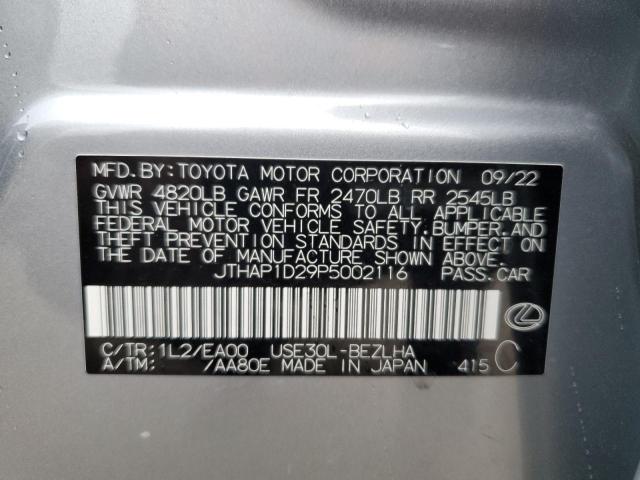 MFD.BY:TOYOTA MOTOR CORPORATION 09/22
GVWR 4820LB GAWR FR 2470LB RR 2545LB
THIS VEHICLE CONFORMS TO ALL APPLICABLE
FEDERAL MOTOR VEHICLE SAFETY,BUMPER,AND
THEFT PREVENTION STANDARDS IN EFFECT ON
THE DATE OF MANUFACTURE SHOWN ABOVE.
JTHAP1D29P5002116 PASS.CAR
C/TR:1L2/EA00 USE30L-BEZLHA
A/TM: /AA80E MADE IN JAPAN 415 C